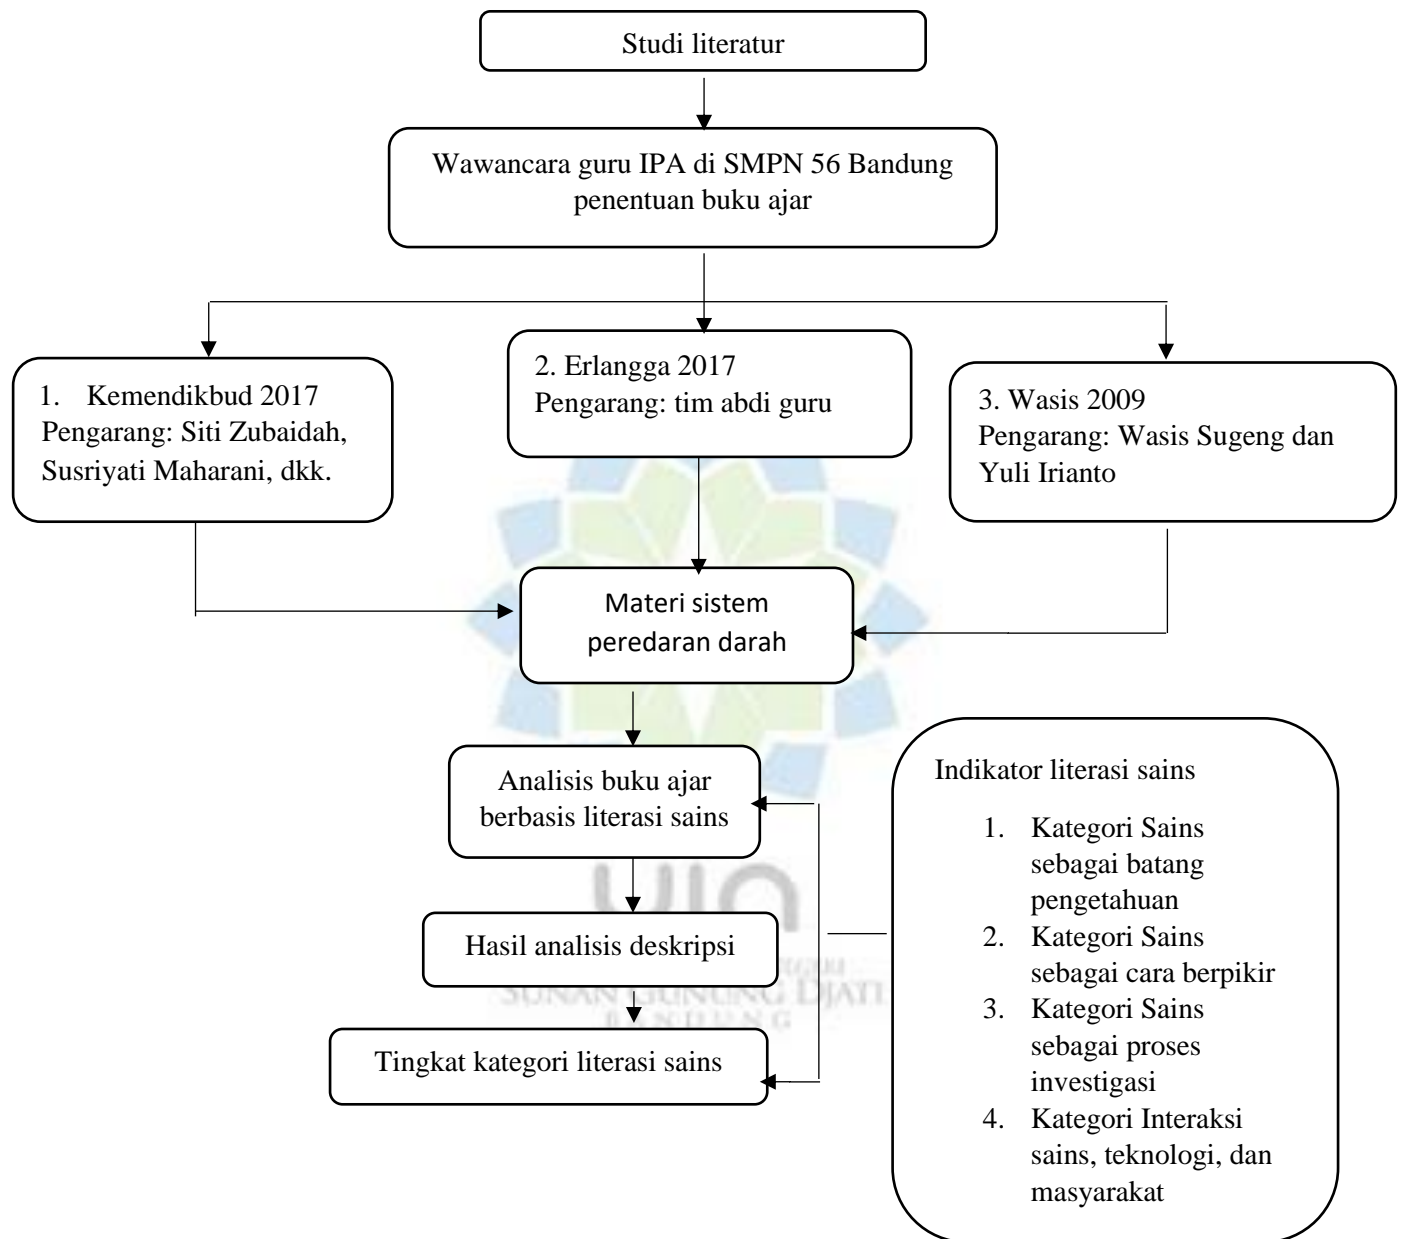 Studi literatur
Wawancara guru IPA di SMPN 56 Bandung
penentuan buku ajar
1. Kemendikbud 2017
Pengarang: Siti Zubaidah,
Susriyati Maharani, dkk.
2. Erlangga 2017
Pengarang: tim abdi guru
3. Wasis 2009
Pengarang: Wasis Sugeng dan
Yuli Irianto
Materi sistem
peredaran darah
Analisis buku ajar
berbasis literasi sains
Hasil analisis deskripsi
Tingkat kategori literasi sains
Indikator literasi sains
1. Kategori Sains
sebagai batang
pengetahuan
2. Kategori Sains
sebagai cara berpikir
3. Kategori Sains
sebagai proses
investigasi
4. Kategori Interaksi
sains, teknologi, dan
masyarakat
uin
SUNAN GUNUNG DJATI
BANDUNG